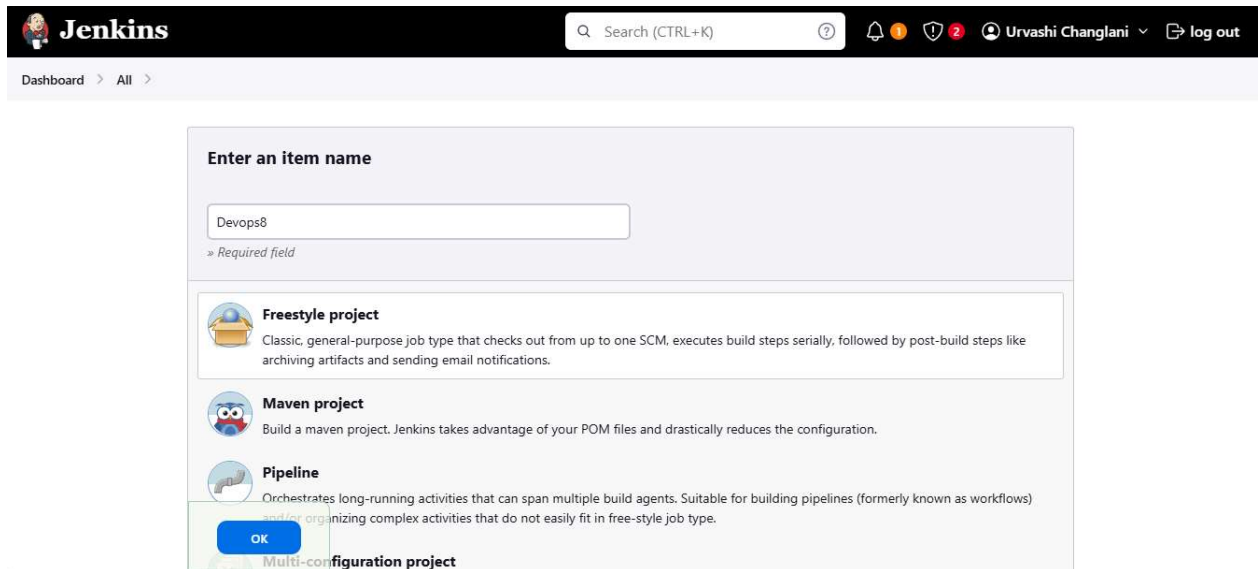 Jenkins
Search (CTRL+K)
1
2
Urvashi Changlani
log out
Dashboard > All >
Enter an item name
Devops8
» Required field
Freestyle project
Classic, general-purpose job type that checks out from up to one SCM, executes build steps serially, followed by post-build steps like
archiving artifacts and sending email notifications.
Maven project
Build a maven project. Jenkins takes advantage of your POM files and drastically reduces the configuration.
Pipeline
Orchestrates long-running activities that can span multiple build agents. Suitable for building pipelines (formerly known as workflows)
and/or organizing complex activities that do not easily fit in free-style job type.
OK
Multi-configuration project